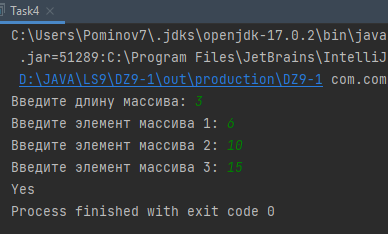 Task4
C:\Users\Pominov7\.jdks\openjdk-17.0.2\bin\java
.jar=51289:C:\Program Files\JetBrains\IntelliJ
D:\JAVA\LS9\DZ9-1\out\production\DZ9-1 com.com
Введите длину массива: 3
Введите элемент массива 1: 6
Введите элемент массива 2: 10
Введите элемент массива 3: 15
Yes
Process finished with exit code 0